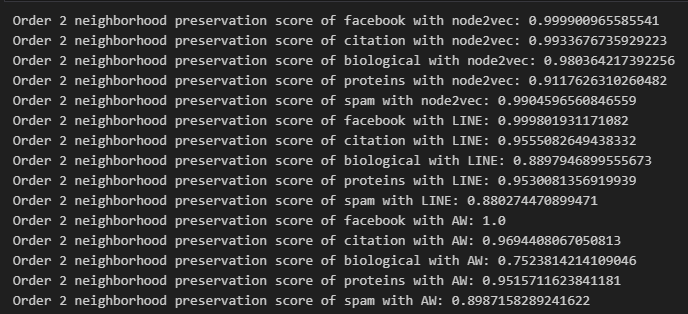 Order 2 neighborhood preservation score of facebook with node2vec: 0.999900965585541
Order 2 neighborhood preservation score of citation with node2vec: 0.9933676735929223
Order 2 neighborhood preservation score of biological with node2vec: 0.980364217392256
Order 2 neighborhood preservation score of proteins with node2vec: 0.9117626310260482
Order 2 neighborhood preservation score of spam with node2vec: 0.9904596560846559
Order 2 neighborhood preservation score of facebook with LINE: 0.999801931171082
Order 2 neighborhood preservation score of citation with LINE: 0.9555082649438332
Order 2 neighborhood preservation score of biological with LINE: 0.8897946899555673
Order 2 neighborhood preservation score of proteins with LINE: 0.9530081356919939
Order 2 neighborhood preservation score of spam with LINE: 0.880274470899471
Order 2 neighborhood preservation score of facebook with AW: 1.0
Order 2 neighborhood preservation score of citation with AW: 0.9694408067050813
Order 2 neighborhood preservation score of biological with AW: 0.7523814214109046
Order 2 neighborhood preservation score of proteins with AW: 0.9515711623841181
Order 2 neighborhood preservation score of spam with AW: 0.8987158289241622